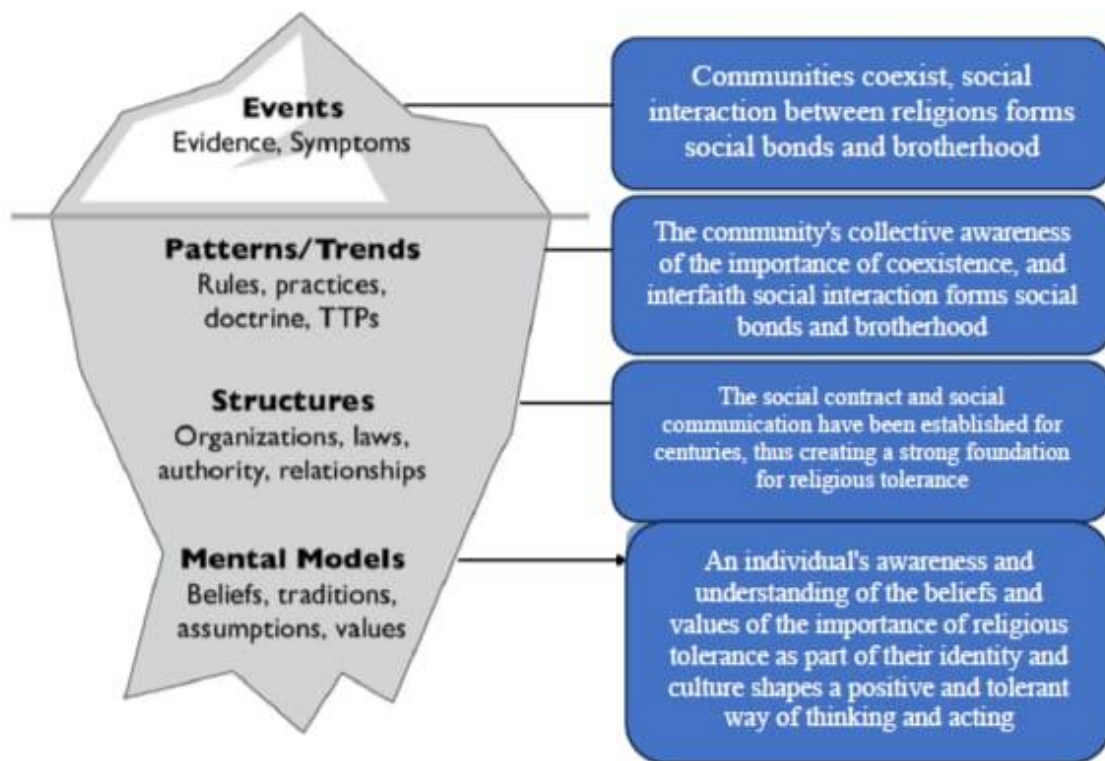 Events
Evidence, Symptoms
Communities coexist, social
interaction between religions forms
social bonds and brotherhood
Patterns/Trends
Rules, practices,
doctrine, TTPs
The community's collective awareness
of the importance of coexistence, and
interfaith social interaction forms social
bonds and brotherhood
Structures
Organizations, laws,
authority, relationships
The social contract and social
communication have been established for
centuries, thus creating a strong foundation
for religious tolerance
Mental Models
Beliefs, traditions,
assumptions, values
An individual's awareness and
understanding of the beliefs and
values of the importance of religious
tolerance as part of their identity and
culture shapes a positive and tolerant
way of thinking and acting